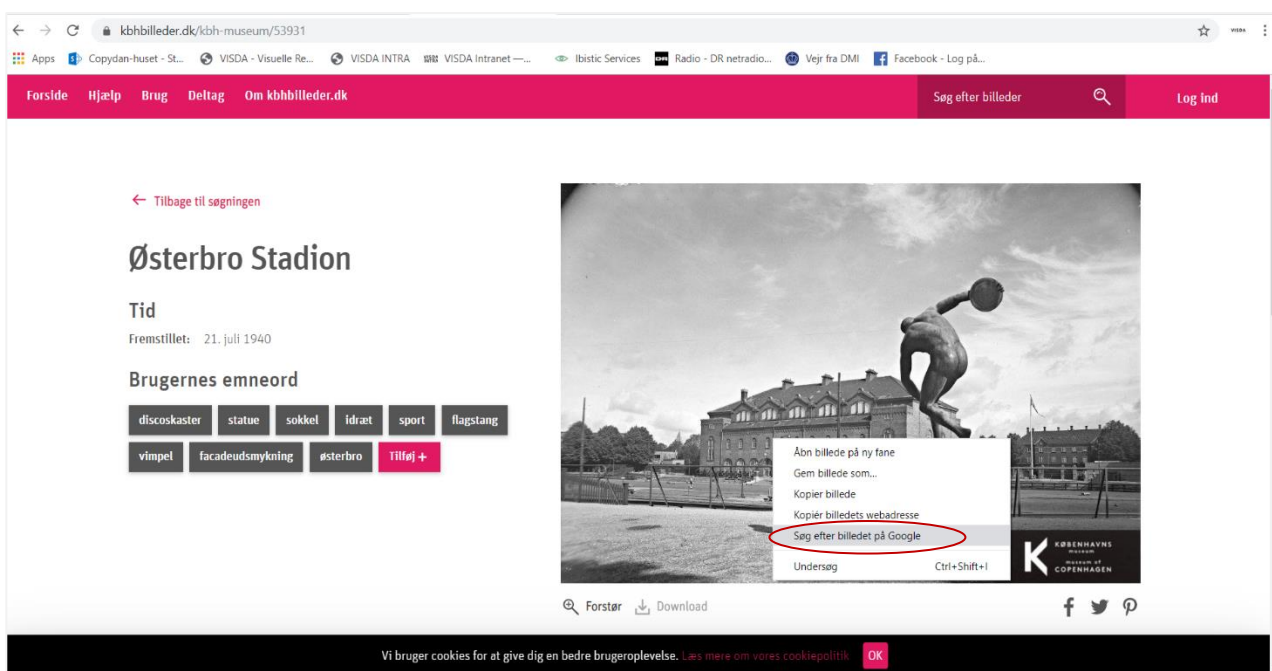 kbhbilleder.dk/kbh-museum/53931
VISDA
Apps Copydan-huset - St... VISDA - Visuelle Re... VISDA INTRA VISDA Intranet —... Ibistic Services DR Radio - DR netradio... Vejr fra DMI Facebook - Log på...
Forside Hjælp Brug Deltag Om kbhbilleder.dk Søg efter billeder Log ind
← Tilbage til søgningen
Østerbro Stadion
Tid
Fremstillet: 21. juli 1940
Brugernes emneord
discoskaster statue sokkel idræt sport flagstang
vimpel facadeudsmykning østerbro Tilføj +
Åbn billede på ny fane
Gem billede som...
Kopier billede
Kopiér billedets webadresse
Søg efter billedet på Google
Undersøg Ctrl+Shift+I
K KØBENHAVNS
museum
museum of
COPENHAGEN
Forstør Download
Vi bruger cookies for at give dig en bedre brugeroplevelse. Læs mere om vores cookiepolitik OK